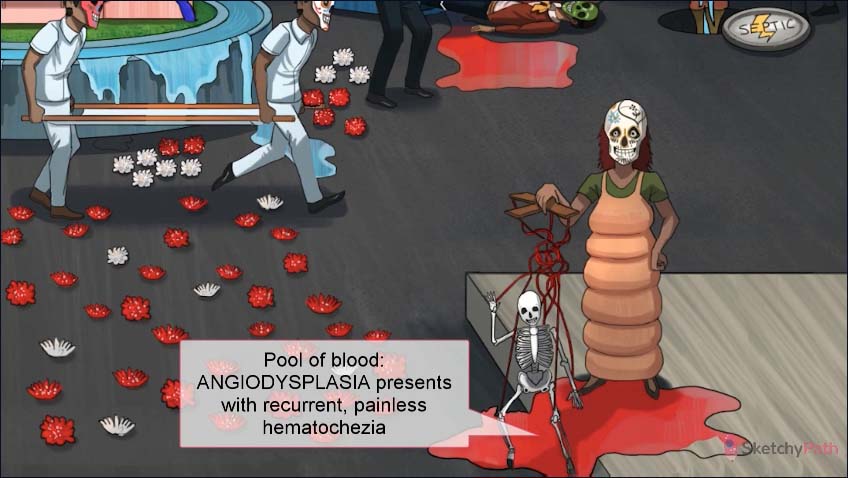 SEPTIC
Pool of blood:
ANGIODYSPLASIA presents
with recurrent, painless
hematochezia
SketchyPath